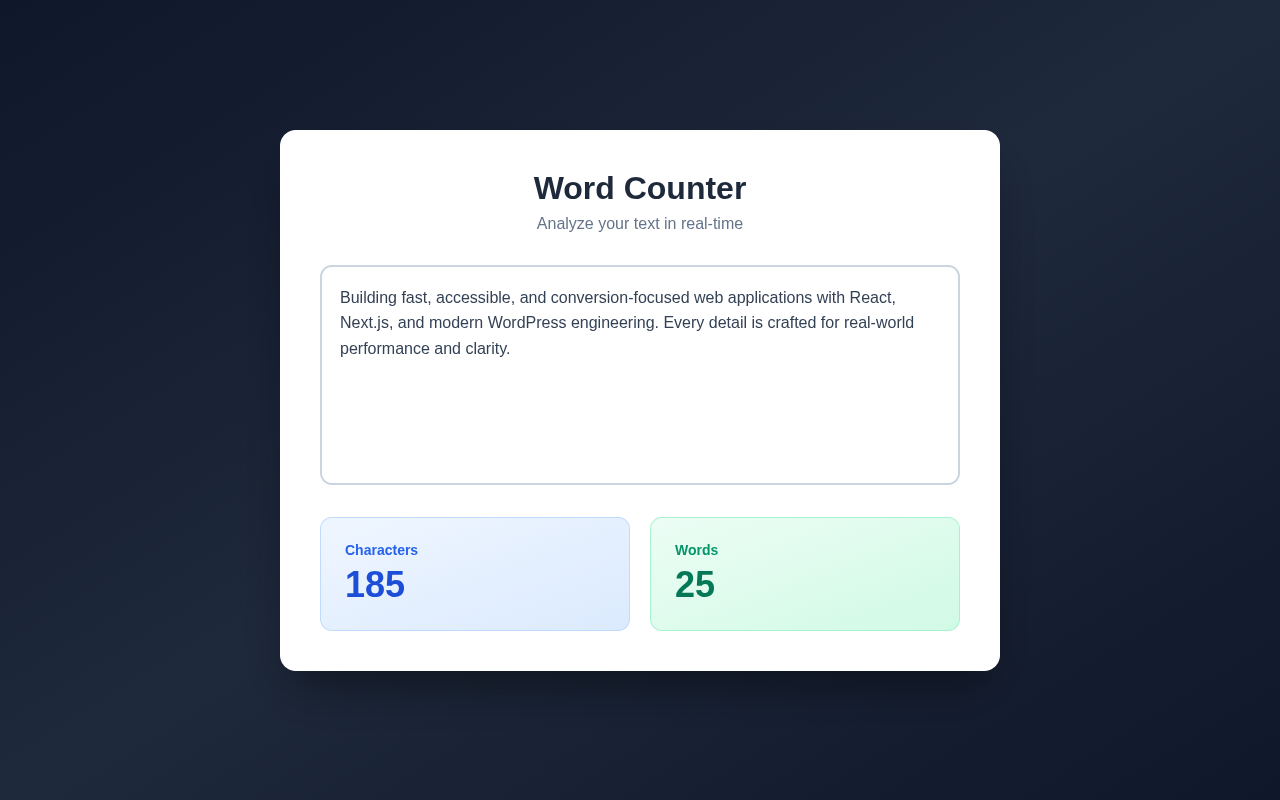 Word Counter
Analyze your text in real-time
Building fast, accessible, and conversion-focused web applications with React,
Next.js, and modern WordPress engineering. Every detail is crafted for real-world
performance and clarity.
Characters
185
Words
25